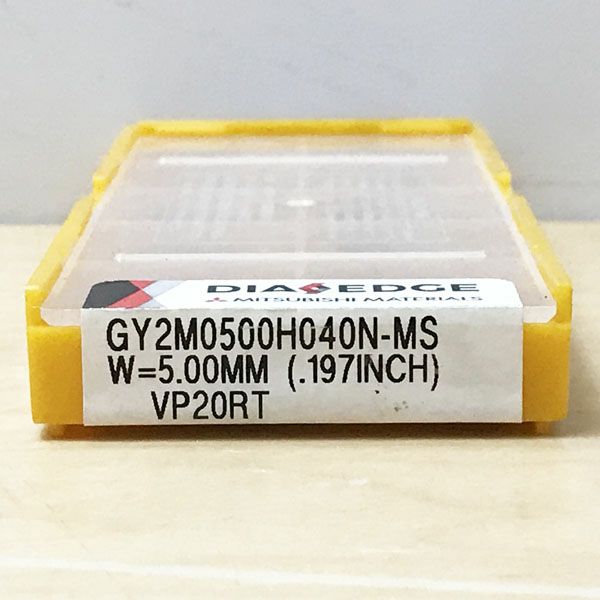 DIAEDGE
MITSUBISHI MATERIALS
GY2M0500H040N-MS
W=5.00MM (.197INCH)
VP20RT